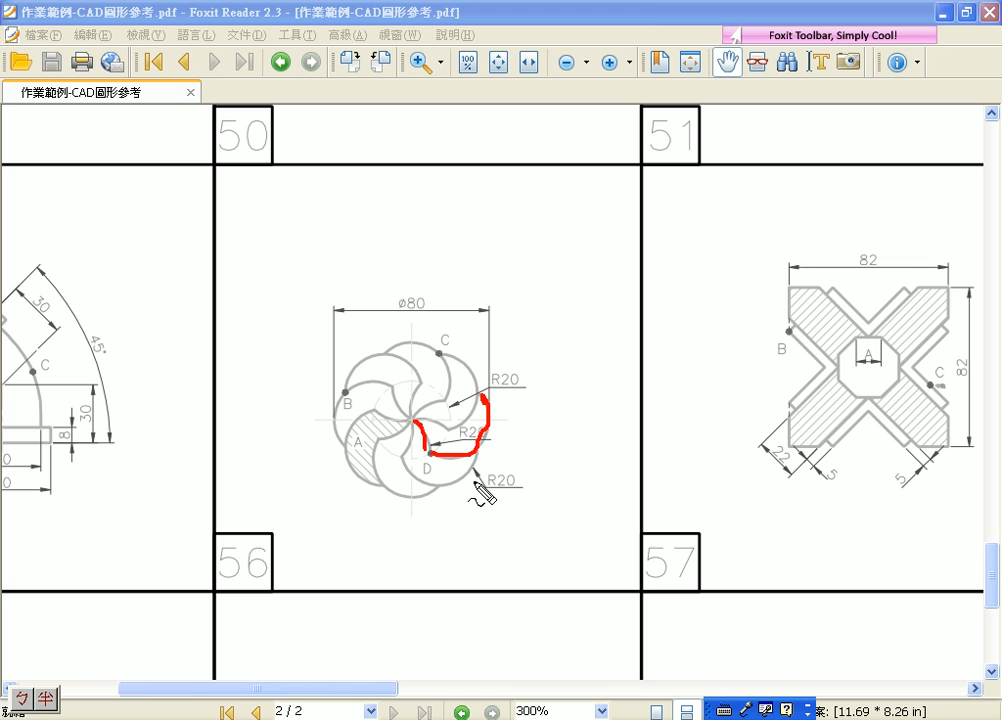 作業範例-CAD圖形參考.pdf - Foxit Reader 2.3 - [作業範例-CAD圖形參考.pdf]
檔案(F) 編輯(E) 檢視(V) 語言(L) 文件(D) 工具(T) 高級(A) 視窗(W) 說明(H)
Foxit Toolbar, Simply Cool!
作業範例-CAD圖形參考
50
51
82
30
ø80
45°
C
C
R20
B
A
82
C
B
30
R20
A
8
D
22
5
5
R20
0
0
56
57
ㄅ 半
2 / 2
300%
案: [11.69 * 8.26 in]